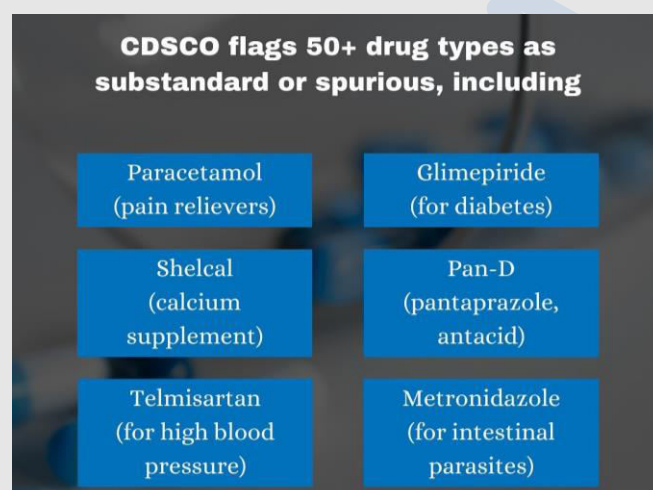 CDSCO flags 50+ drug types as
substandard or spurious, including
Paracetamol
(pain relievers)
Glimepiride
(for diabetes)
Shelcal
(calcium
supplement)
Pan-D
(pantaprazole,
antacid)
Telmisartan
(for high blood
pressure)
Metronidazole
(for intestinal
parasites)